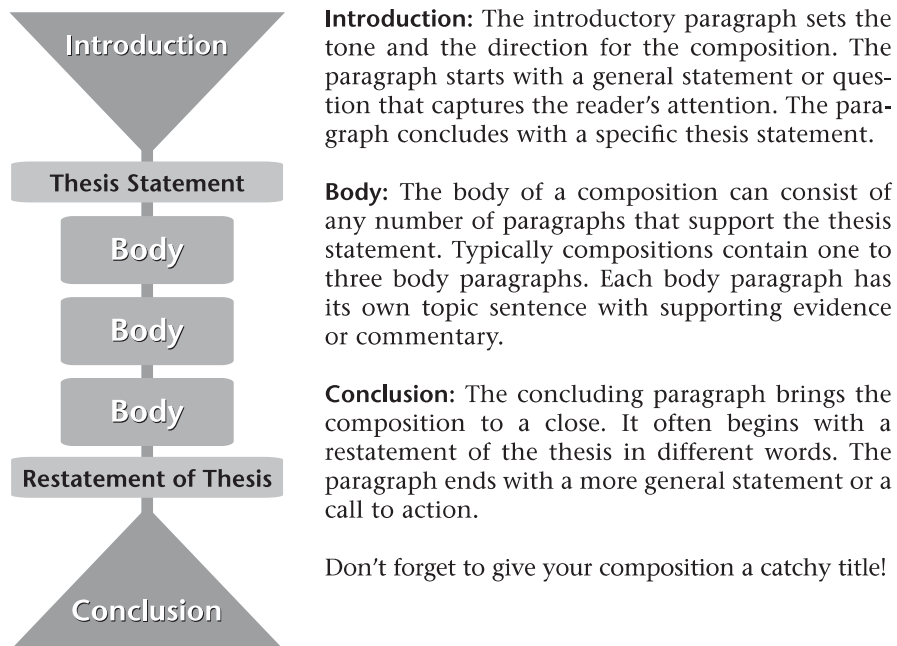 Introduction
Thesis Statement
Body
Body
Body
Restatement of Thesis
Conclusion
Introduction: The introductory paragraph sets the
tone and the direction for the composition. The
paragraph starts with a general statement or ques-
tion that captures the reader's attention. The para-
graph concludes with a specific thesis statement.
Body: The body of a composition can consist of
any number of paragraphs that support the thesis
statement. Typically compositions contain one to
three body paragraphs. Each body paragraph has
its own topic sentence with supporting evidence
or commentary.
Conclusion: The concluding paragraph brings the
composition to a close. It often begins with a
restatement of the thesis in different words. The
paragraph ends with a more general statement or a
call to action.
Don't forget to give your composition a catchy title!